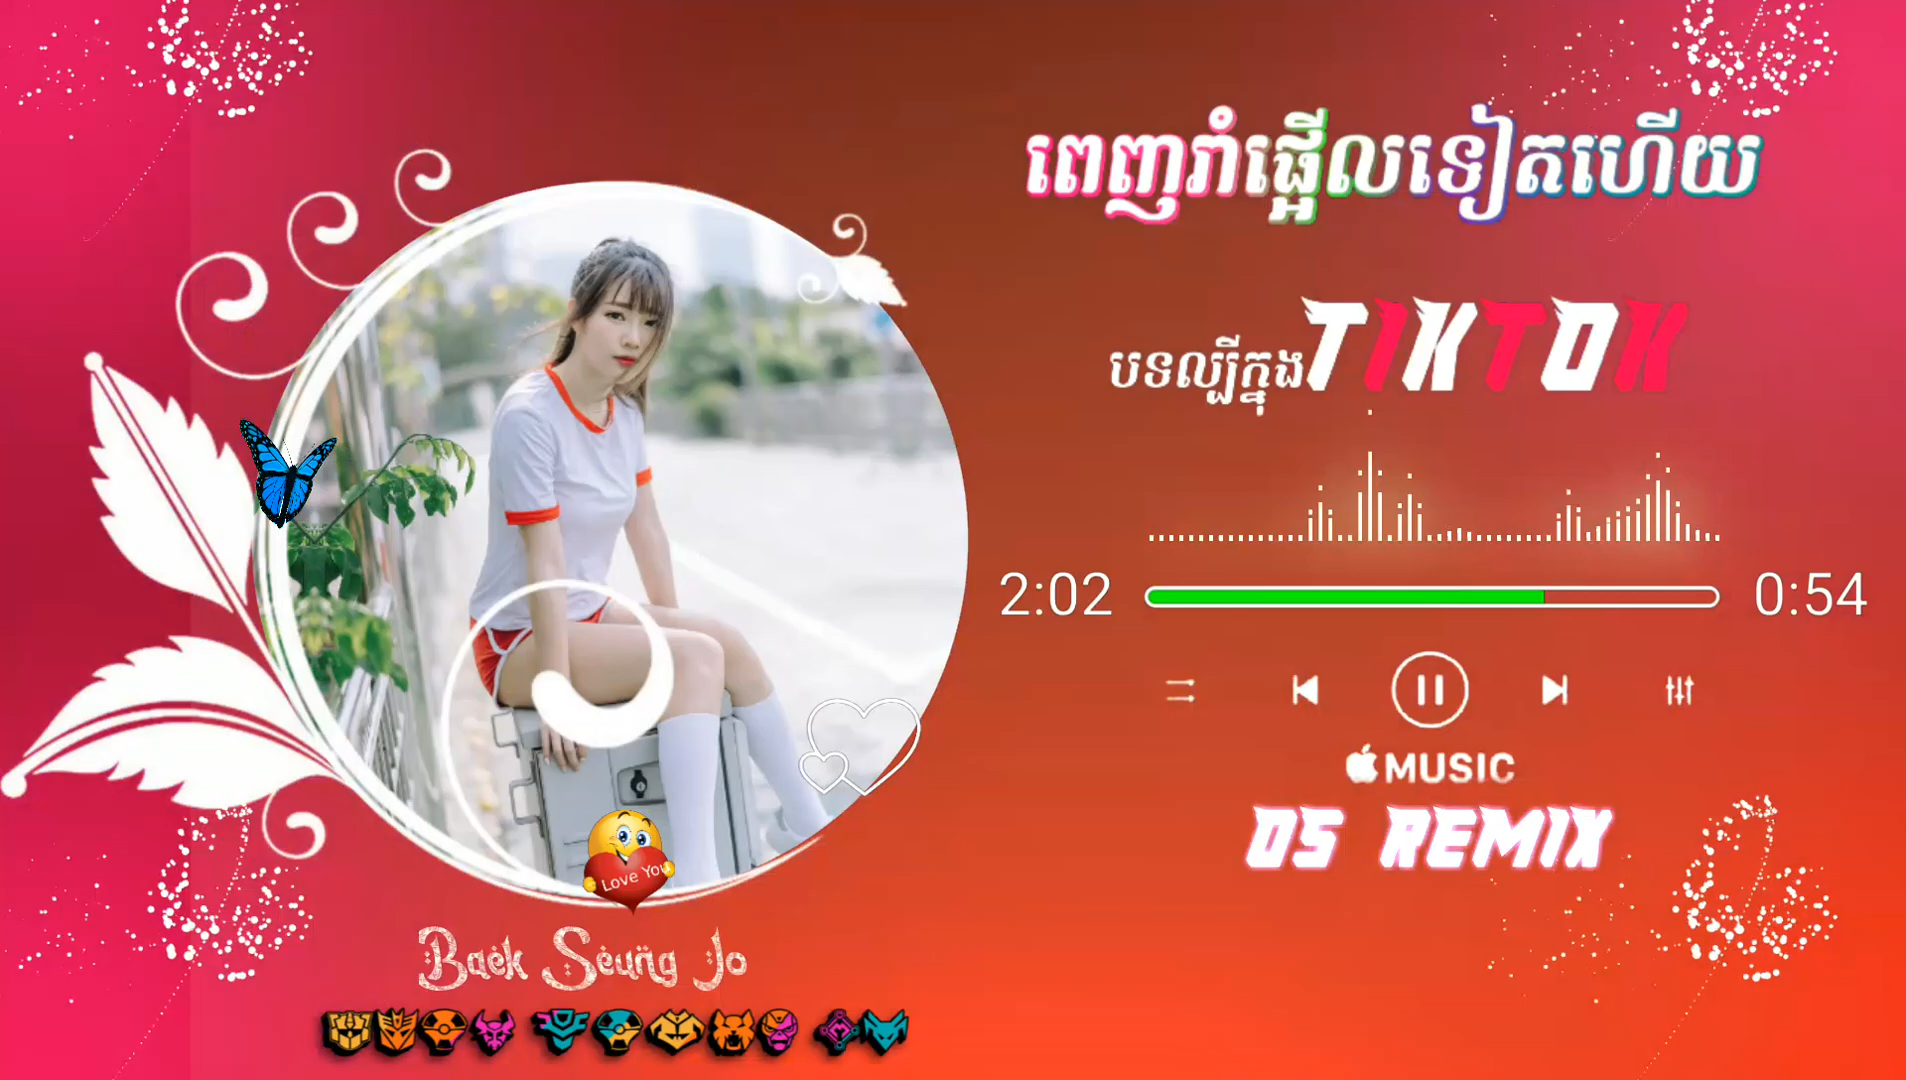 ពេញរាំផ្អើលទៀតហើយ
បទល្បីក្នុងTIKTOK
2:02
0:54
MUSIC
DS REMIX
Love You
Baek Seung Jo